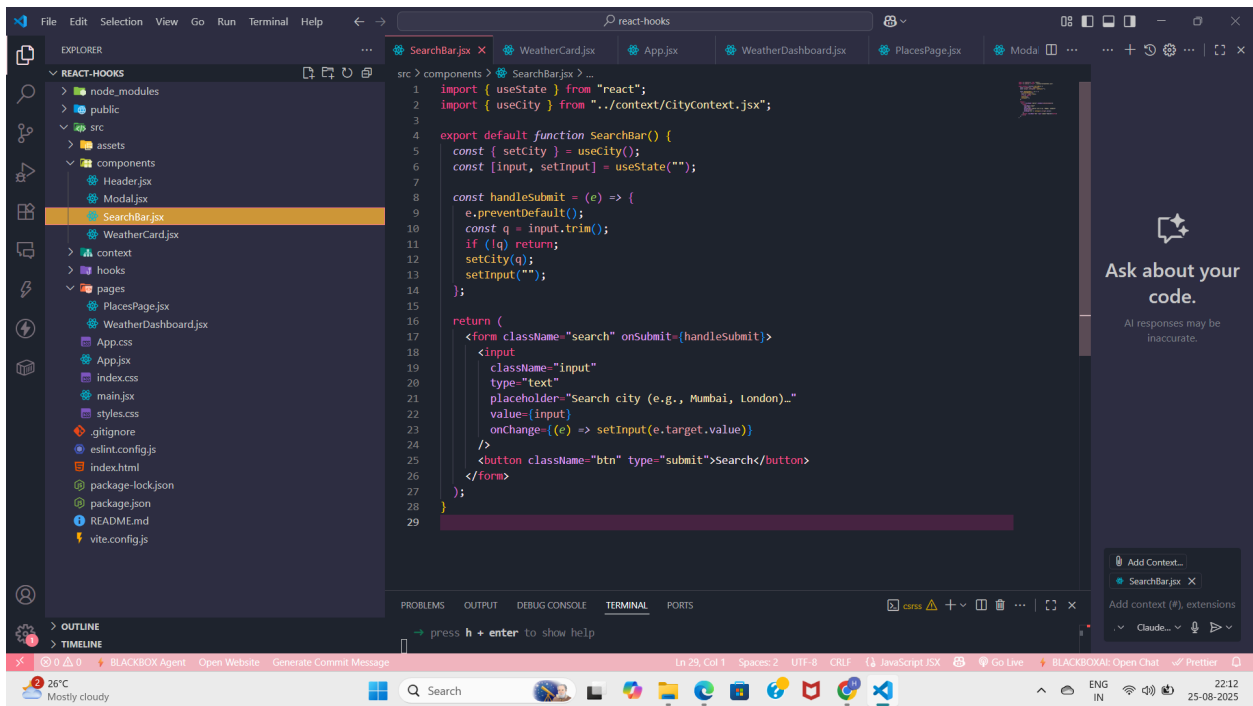 File Edit Selection View Go Run Terminal Help
react-hooks
EXPLORER
REACT-HOOKS
node_modules
public
src
assets
components
Header.jsx
Modal.jsx
SearchBar.jsx
WeatherCard.jsx
context
hooks
pages
PlacesPage.jsx
WeatherDashboard.jsx
App.css
App.jsx
index.css
main.jsx
styles.css
.gitignore
eslint.config.js
index.html
package-lock.json
package.json
README.md
vite.config.js
OUTLINE
TIMELINE
SearchBar.jsx WeatherCard.jsx App.jsx WeatherDashboard.jsx PlacesPage.jsx Moda
src > components > SearchBar.jsx > ...
1 import { useState } from "react";
2 import { useCity } from "../context/CityContext.jsx";
3
4 export default function SearchBar() {
5 const { setCity } = useCity();
6 const [input, setInput] = useState("");
7
8 const handleSubmit = (e) => {
9 e.preventDefault();
10 const q = input.trim();
11 if (!q) return;
12 setCity(q);
13 setInput("");
14 };
15
16 return (
17 <form className="search" onSubmit={handleSubmit}>
18 <input
19 className="input"
20 type="text"
21 placeholder="Search city (e.g., Mumbai, London)…"
22 value={input}
23 onChange={(e) => setInput(e.target.value)}
24 />
25 <button className="btn" type="submit">Search</button>
26 </form>
27 );
28 }
29
PROBLEMS OUTPUT DEBUG CONSOLE TERMINAL PORTS
csrss
→ press h + enter to show help
Ask about your
code.
AI responses may be
inaccurate.
Add Context...
SearchBar.jsx
Add context (#), extensions
Claude...
0 0 BLACKBOX Agent Open Website Generate Commit Message
Ln 29, Col 1 Spaces: 2 UTF-8 CRLF JavaScript JSX Go Live BLACKBOXAI: Open Chat Prettier
2
26°C
Mostly cloudy
Search
ENG
IN
22:12
25-08-2025